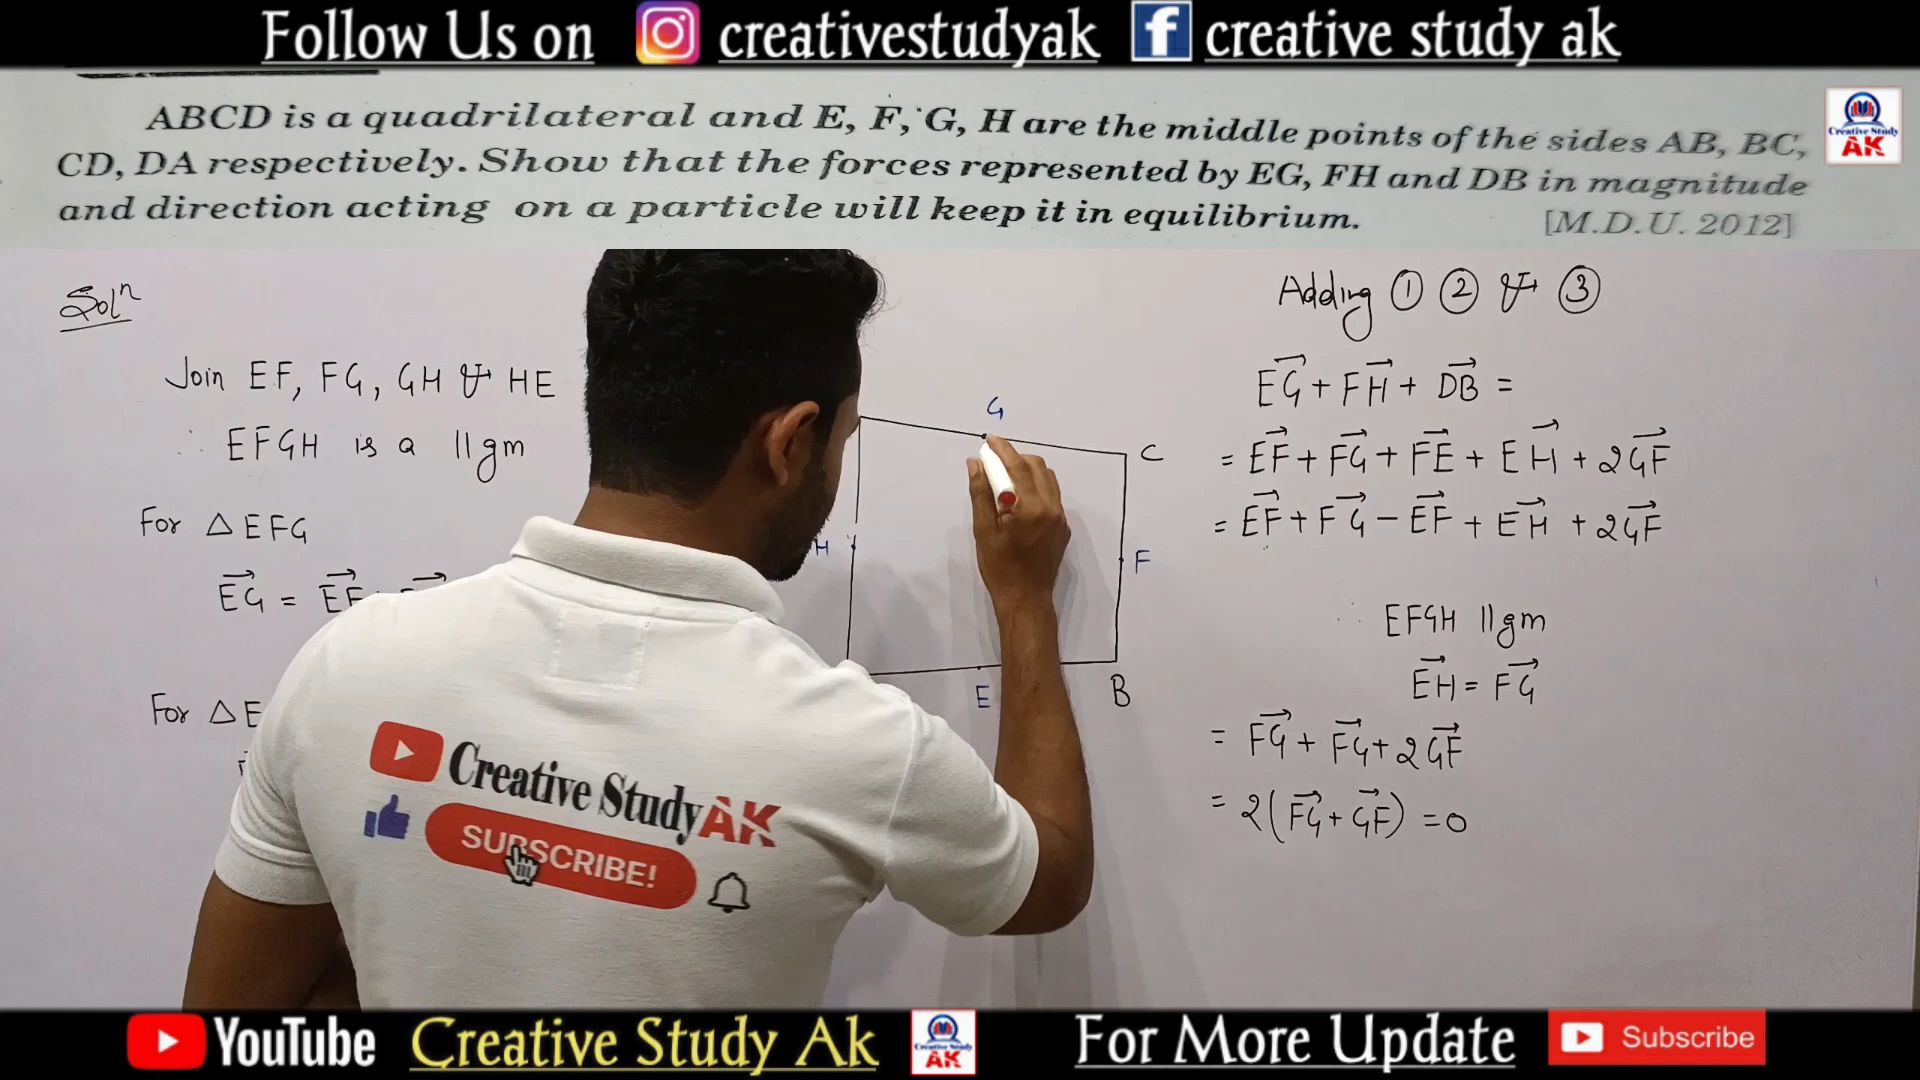 Follow Us on creativestudyak creative study ak
ABCD is a quadrilateral and E, F, G, H are the middle points of the sides AB, BC,
CD, DA respectively. Show that the forces represented by EG, FH and DB in magnitude
and direction acting on a particle will keep it in equilibrium. [M.D.U. 2012]
Creative Study
AK
Solⁿ
Join EF, FG, GH & HE
∴ EFGH is a ||gm
For △EFG
EG⃗ = EF⃗
For △E
G
C
H
F
E
B
Adding ① ② & ③
EG⃗ + FH⃗ + DB⃗ =
= EF⃗ + FG⃗ + FE⃗ + EH⃗ + 2GF⃗
= EF⃗ + FG⃗ - EF⃗ + EH⃗ + 2GF⃗
∴ EFGH ||gm
EH⃗ = FG⃗
= FG⃗ + FG⃗ + 2GF⃗
= 2(FG⃗ + GF⃗) = 0
Creative Study AK
SUBSCRIBE!
YouTube Creative Study Ak
Creative Study
AK
For More Update Subscribe